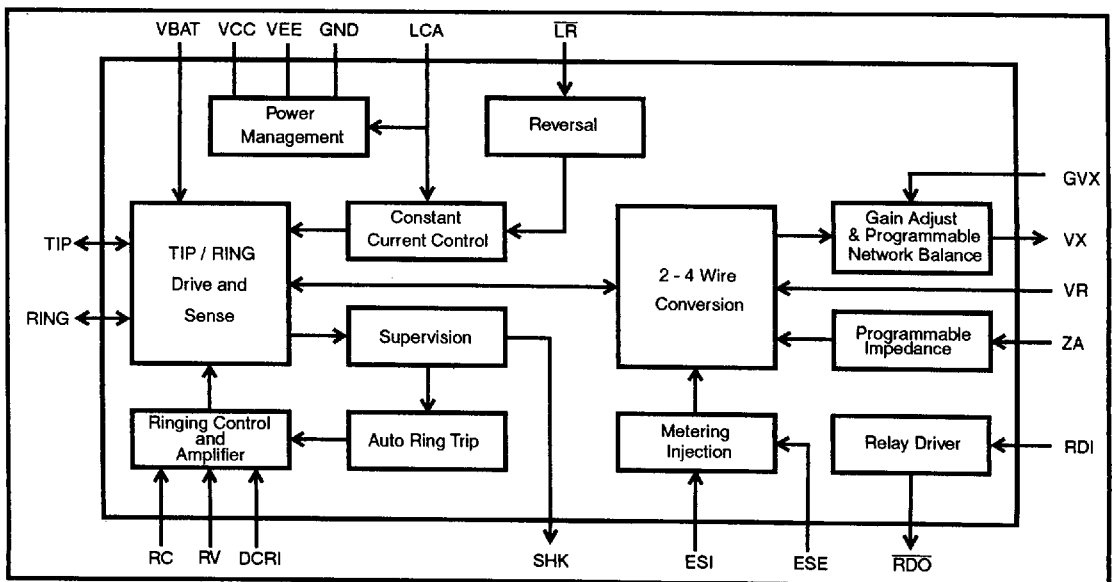 VBAT VCC VEE GND LCA L̅R̅
Power
Management
Reversal
GVX
Constant
Current Control
Gain Adjust
& Programmable
Network Balance
VX
TIP
TIP / RING
Drive and
Sense
2 - 4 Wire
Conversion
VR
RING
Supervision
Programmable
Impedance
ZA
Ringing Control
and
Amplifier
Auto Ring Trip
Metering
Injection
Relay Driver
RDI
RC RV DCRI SHK ESI ESE R̅D̅O̅